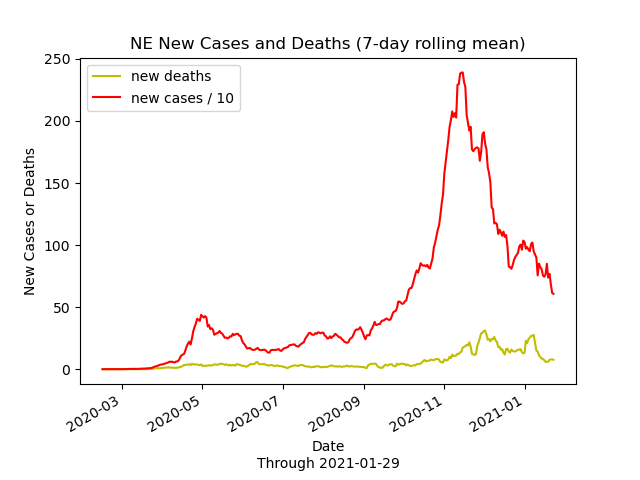 NE New Cases and Deaths (7-day rolling mean)
new deaths
new cases / 10
New Cases or Deaths
250
200
150
100
50
0
2020-03
2020-05
2020-07
2020-09
2020-11
2021-01
Date
Through 2021-01-29